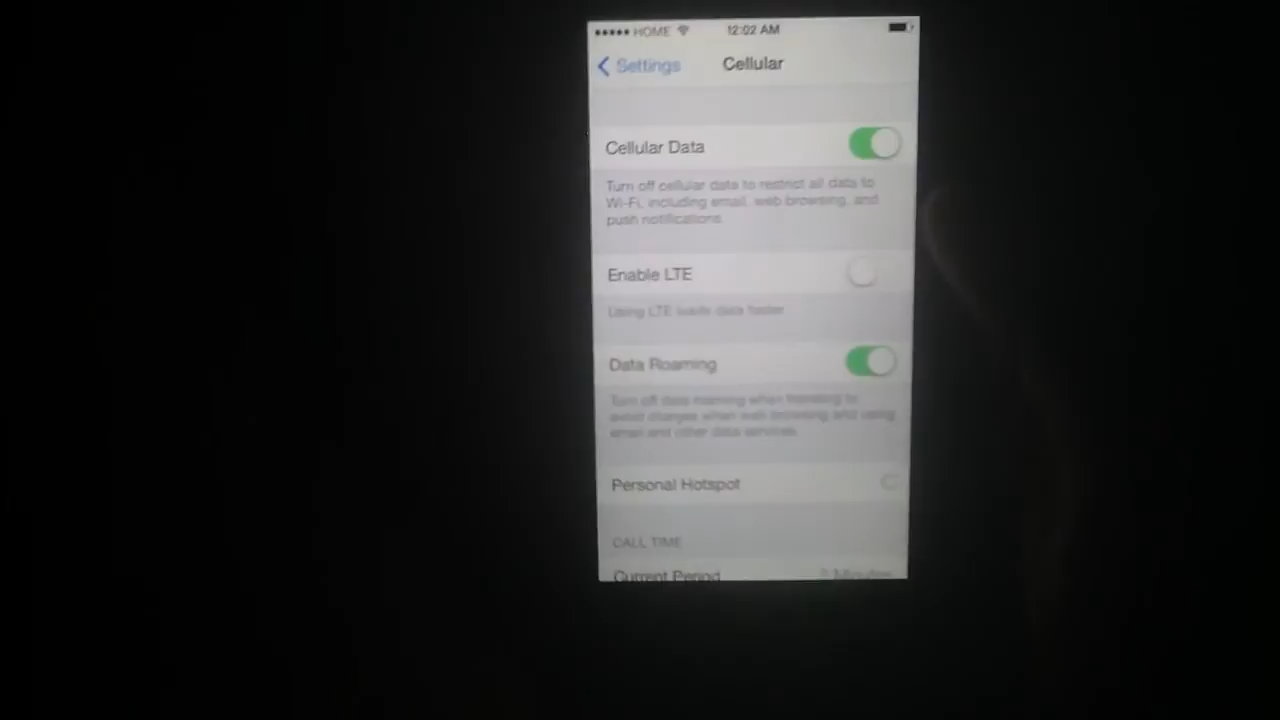 HOME 12:02 AM
Settings Cellular
Cellular Data
Turn off cellular data to restrict all data to
Wi-Fi, including email, web browsing, and
push notifications.
Enable LTE
Using LTE loads data faster.
Data Roaming
Turn off data roaming when traveling to
avoid charges when web browsing and using
email and other data services.
Personal Hotspot
CALL TIME
Current Period Minutes